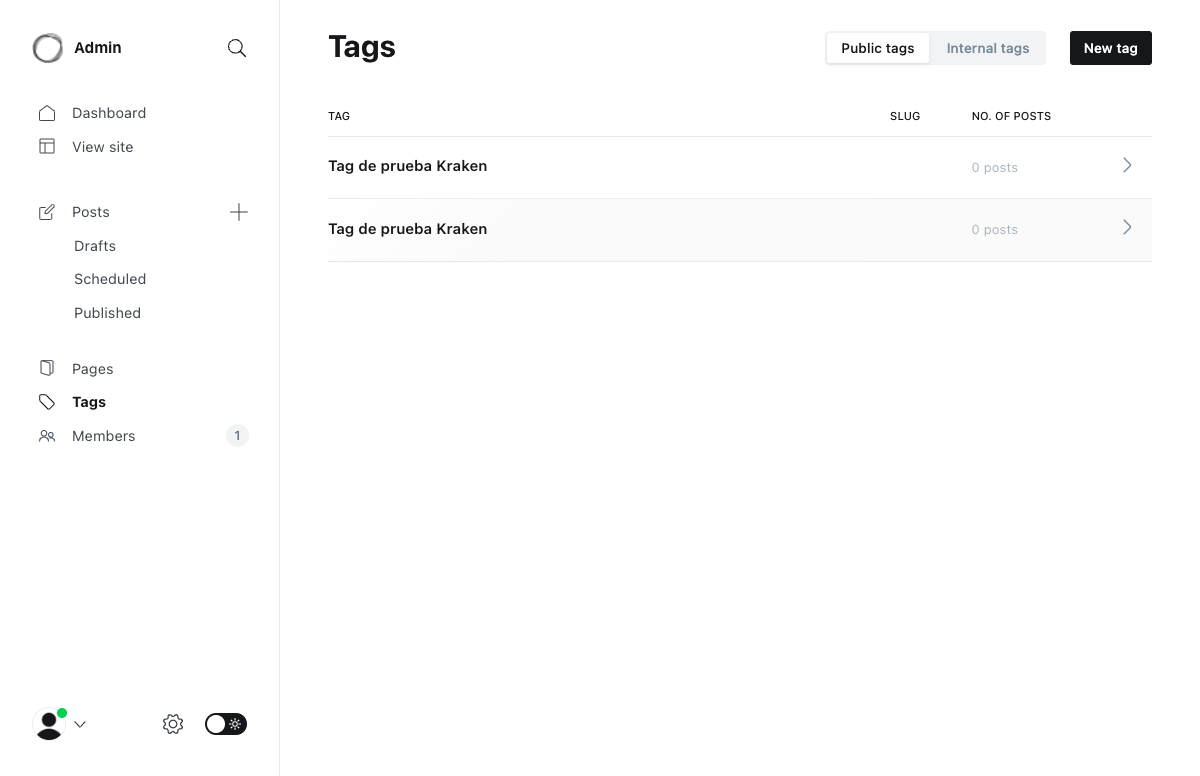 Admin
Dashboard
View site
Posts
Drafts
Scheduled
Published
Pages
Tags
Members 1
Tags
Public tags Internal tags New tag
TAG SLUG NO. OF POSTS
Tag de prueba Kraken 0 posts
Tag de prueba Kraken 0 posts